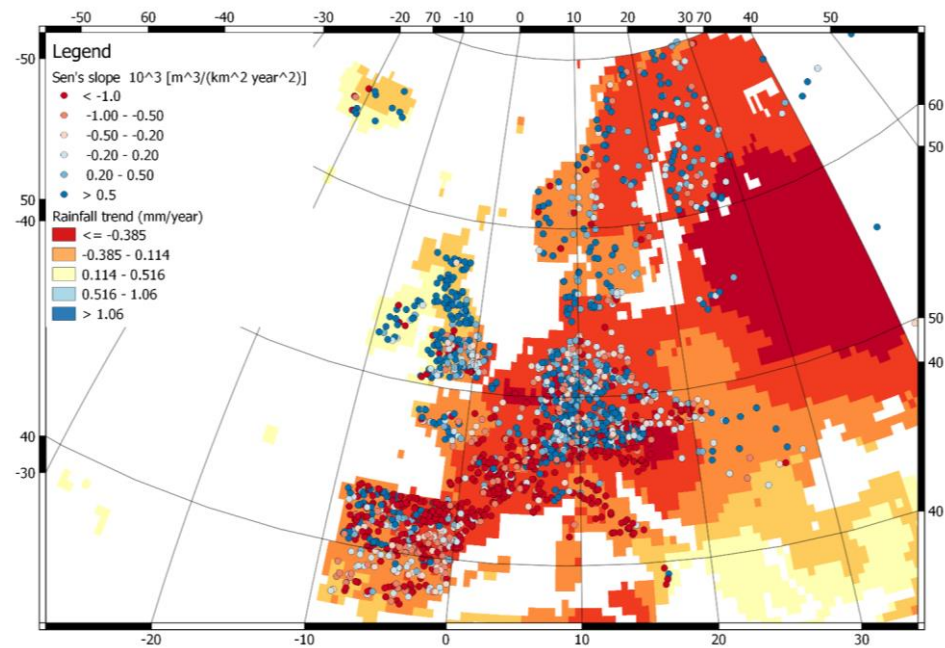 -50 -40 -30 -20 70 -10 0 10 20 30 70 40 50
50 60
-50
Legend
Sen's slope 10^3 [m^3/(km^2 year^2)]
< -1.0
-1.00 - -0.50
-0.50 - -0.20
-0.20 - 0.20
0.20 - 0.50
> 0.5
Rainfall trend (mm/year)
<= -0.385
-0.385 - 0.114
0.114 - 0.516
0.516 - 1.06
> 1.06
60
50
50
-40
50
40
40
-30
40
-20 -10 0 10 20 30